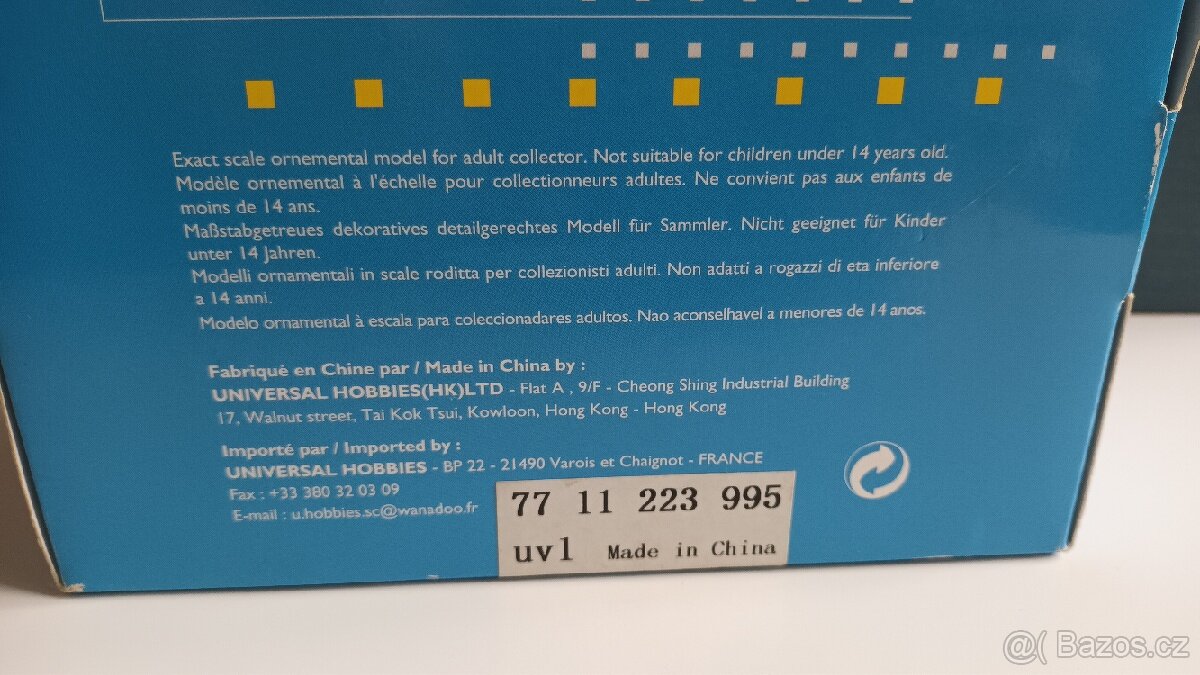 Exact scale ornemental model for adult collector. Not suitable for children under 14 years old.
Modèle ornemental à l'échelle pour collectionneurs adultes. Ne convient pas aux enfants de
moins de 14 ans.
Maßstabgetreues dekoratives detailgerechtes Modell für Sammler. Nicht geeignet für Kinder
unter 14 Jahren.
Modelli ornamentali in scale roditta per collezionisti adulti. Non adatti a rogazzi di eta inferiore
a 14 anni.
Modelo ornamental à escala para coleccionadares adultos. Nao aconselhavel a menores de 14 anos.
Fabriqué en Chine par / Made in China by :
UNIVERSAL HOBBIES(HK)LTD - Flat A , 9/F - Cheong Shing Industrial Building
17, Walnut street, Tai Kok Tsui, Kowloon, Hong Kong - Hong Kong
Importé par / Imported by :
UNIVERSAL HOBBIES - BP 22 - 21490 Varois et Chaignot - FRANCE
Fax : +33 380 32 03 09
E-mail : u.hobbies.sc@wanadoo.fr
77 11 223 995
uv1 Made in China
@( Bazos.cz